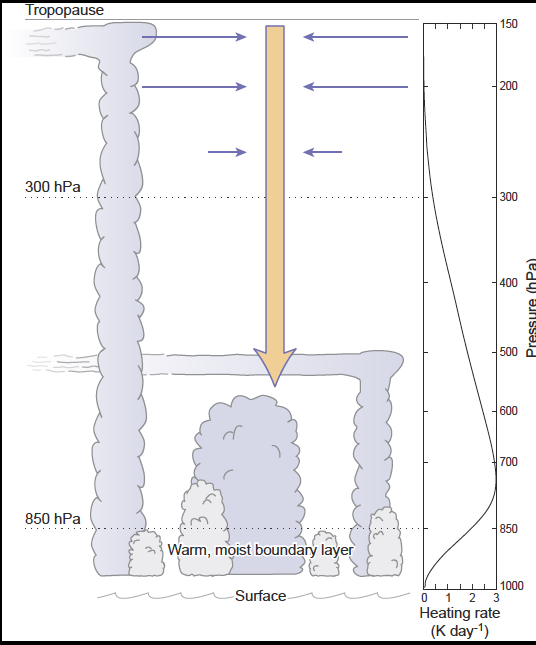 Tropopause
300 hPa
850 hPa
Warm, moist boundary layer
Surface
150
200
300
400
500
600
700
850
1000
Pressure (hPa)
0 1 2 3
Heating rate
(K day⁻¹)